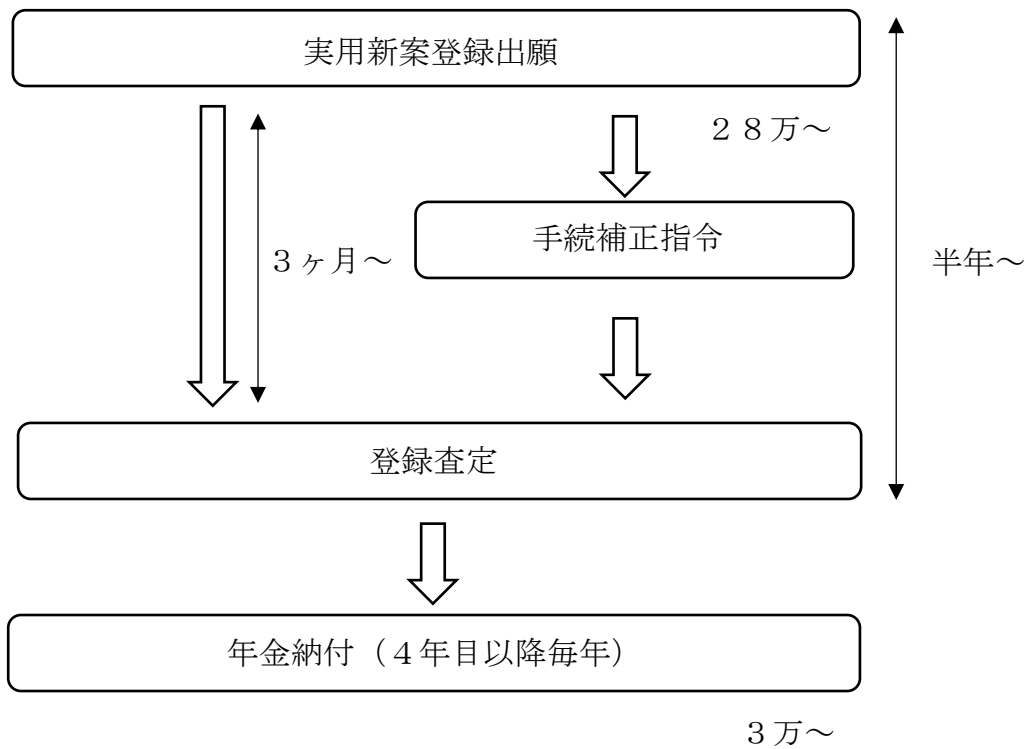 実用新案登録出願
２８万～
手続補正指令
３ヶ月～
半年～
登録査定
年金納付（４年目以降毎年）
３万～